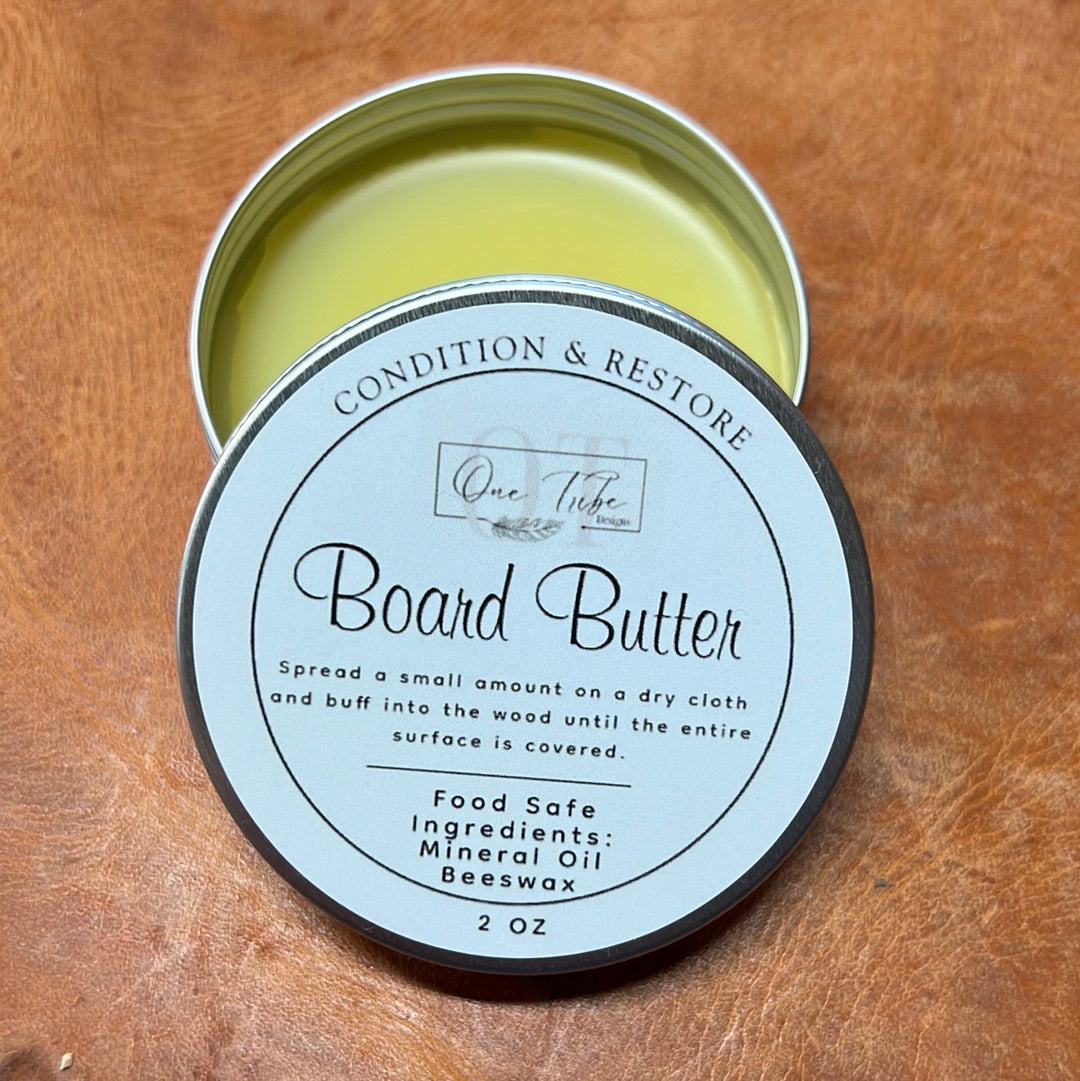 CONDITION & RESTORE
OT
One Tribe
Designs
Board Butter
Spread a small amount on a dry cloth
and buff into the wood until the entire
surface is covered.
Food Safe
Ingredients:
Mineral Oil
Beeswax
2 OZ